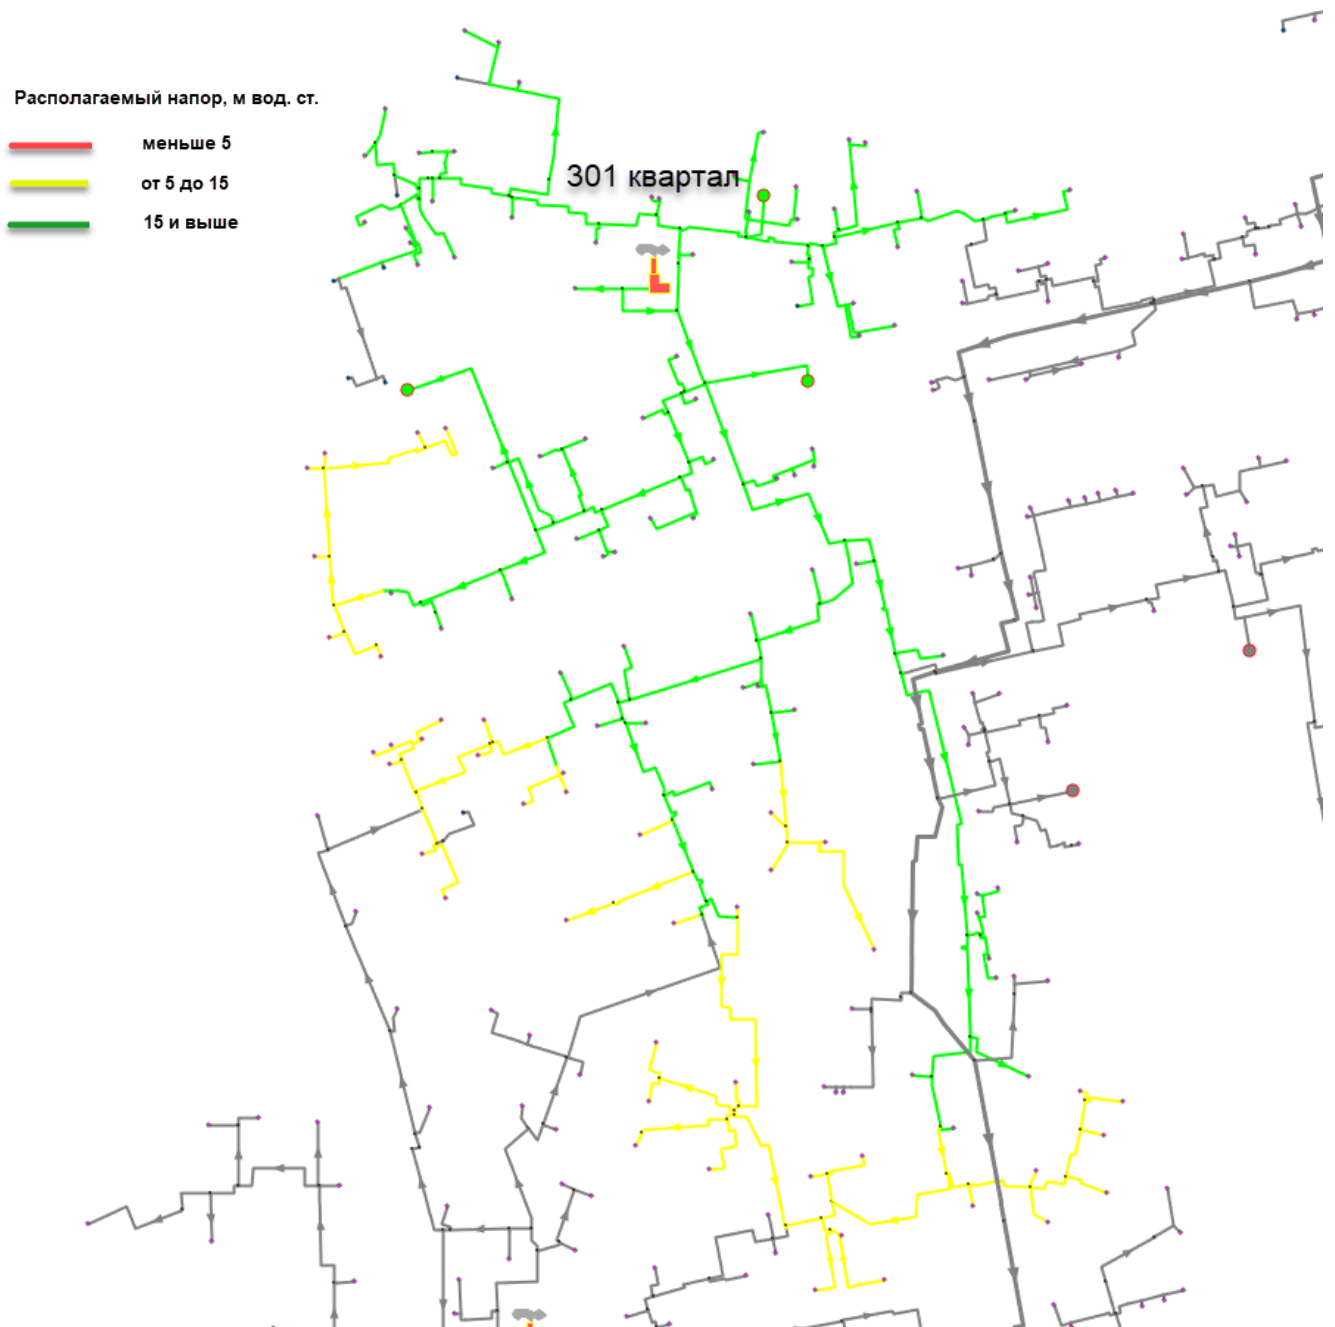 Располагаемый напор, м вод. ст.
меньше 5
от 5 до 15
15 и выше
301 квартал